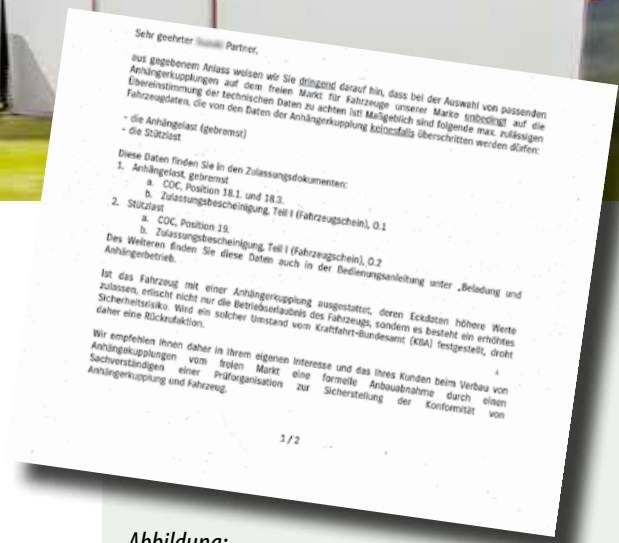 Sehr geehrter Partner,
aus gegebenem Anlass weisen wir Sie dringend darauf hin, dass bei der Auswahl von passenden
Anhängerkupplungen auf dem freien Markt für Fahrzeuge unserer Marke unbedingt auf die
Übereinstimmung der technischen Daten zu achten ist! Maßgeblich sind folgende max. zulässigen
Fahrzeugdaten, die von den Daten der Anhängerkupplung keinesfalls überschritten werden dürfen:
- die Anhängelast (gebremst)
- die Stützlast
Diese Daten finden Sie in den Zulassungsdokumenten:
1. Anhängelast, gebremst
a. COC, Position 18.1. und 18.3.
b. Zulassungsbescheinigung, Teil I (Fahrzeugschein), O.1
2. Stützlast
a. COC, Position 19.
b. Zulassungsbescheinigung, Teil I (Fahrzeugschein), O.2
Des Weiteren finden Sie diese Daten auch in der Bedienungsanleitung unter „Beladung und
Anhängerbetrieb.
Ist das Fahrzeug mit einer Anhängerkupplung ausgestattet, deren Eckdaten höhere Werte
zulassen, erlischt nicht nur die Betriebserlaubnis des Fahrzeugs, sondern es besteht ein erhöhtes
Sicherheitsrisiko. Wird ein solcher Umstand vom Kraftfahrt-Bundesamt (KBA) festgestellt, droht
daher eine Rückrufaktion.
Wir empfehlen Ihnen daher in Ihrem eigenen Interesse und das Ihres Kunden beim Verbau von
Anhängekupplungen vom freien Markt eine formelle Anbauabnahme durch einen
Sachverständigen einer Prüforganisation zur Sicherstellung der Konformität von
Anhängerkupplung und Fahrzeug.
1 / 2
Abbildung: